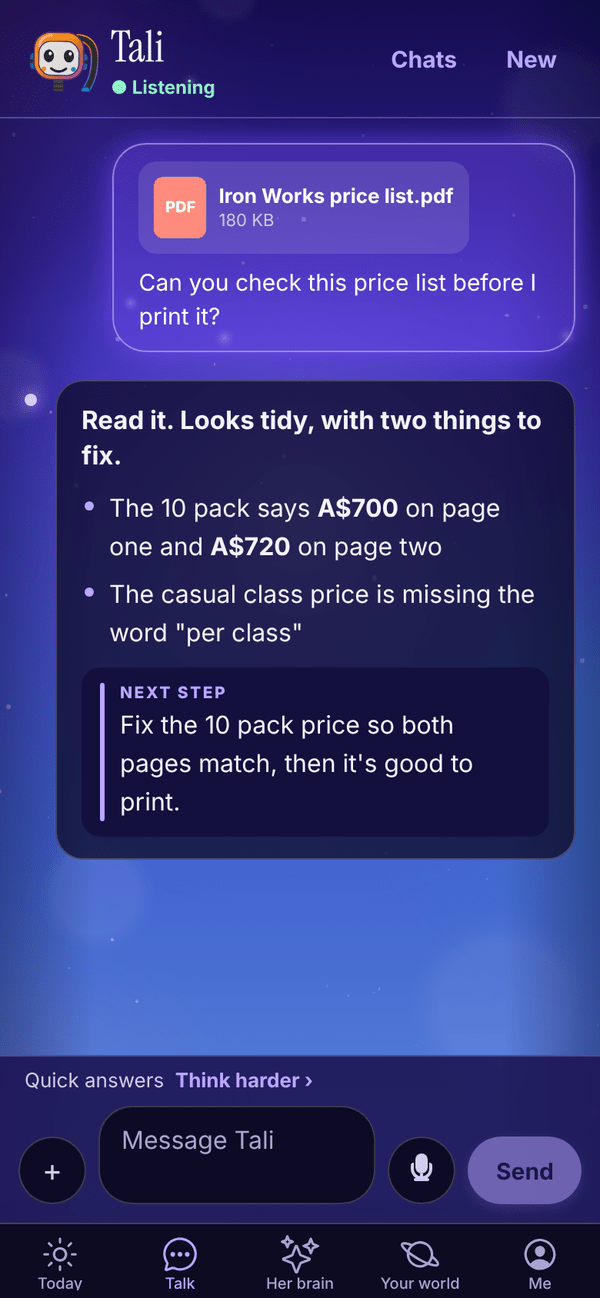 Tali
Listening
Chats
New
PDF
Iron Works price list.pdf
180 KB
Can you check this price list before I
print it?
Read it. Looks tidy, with two things to
fix.
The 10 pack says A$700 on page
one and A$720 on page two
The casual class price is missing the
word "per class"
NEXT STEP
Fix the 10 pack price so both
pages match, then it's good to
print.
Quick answers
Think harder ›
+
Message Tali
Send
Today
Talk
Her brain
Your world
Me